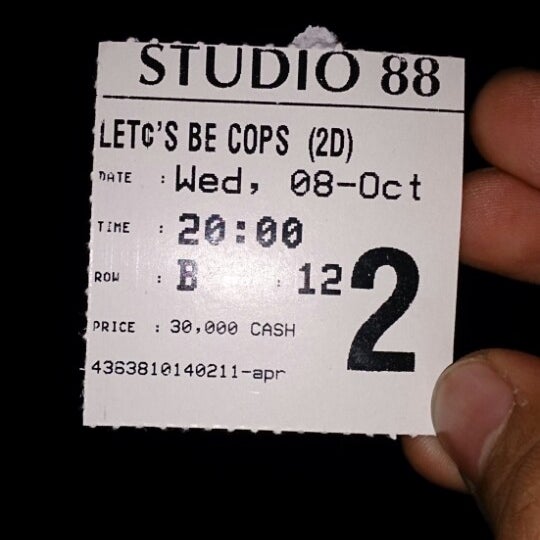 STUDIO 88
LET¢'S BE COPS (2D)
DATE : Wed, 08-Oct
TIME : 20:00
ROW : B : 12
2
PRICE : 30,000 CASH
4363810140211-apr